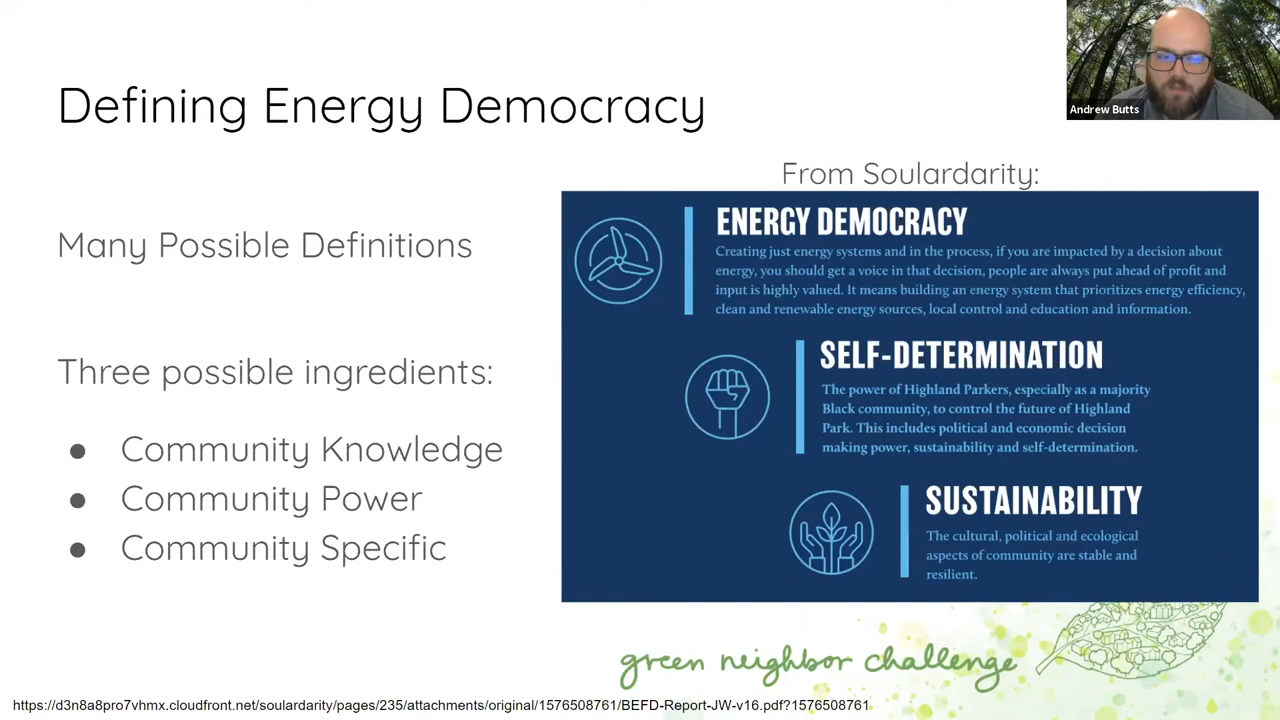 Defining Energy Democracy
Andrew Butts
Many Possible Definitions
Three possible ingredients:
● Community Knowledge
● Community Power
● Community Specific
From Soulardarity:
ENERGY DEMOCRACY
Creating just energy systems and in the process, if you are impacted by a decision about
energy, you should get a voice in that decision, people are always put ahead of profit and
input is highly valued. It means building an energy system that prioritizes energy efficiency,
clean and renewable energy sources, local control and education and information.
SELF-DETERMINATION
The power of Highland Parkers, especially as a majority
Black community, to control the future of Highland
Park. This includes political and economic decision
making power, sustainability and self-determination.
SUSTAINABILITY
The cultural, political and ecological
aspects of community are stable and
resilient.
green neighbor challenge
https://d3n8a8pro7vhmx.cloudfront.net/soulardarity/pages/235/attachments/original/1576508761/BEFD-Report-JW-v16.pdf?1576508761